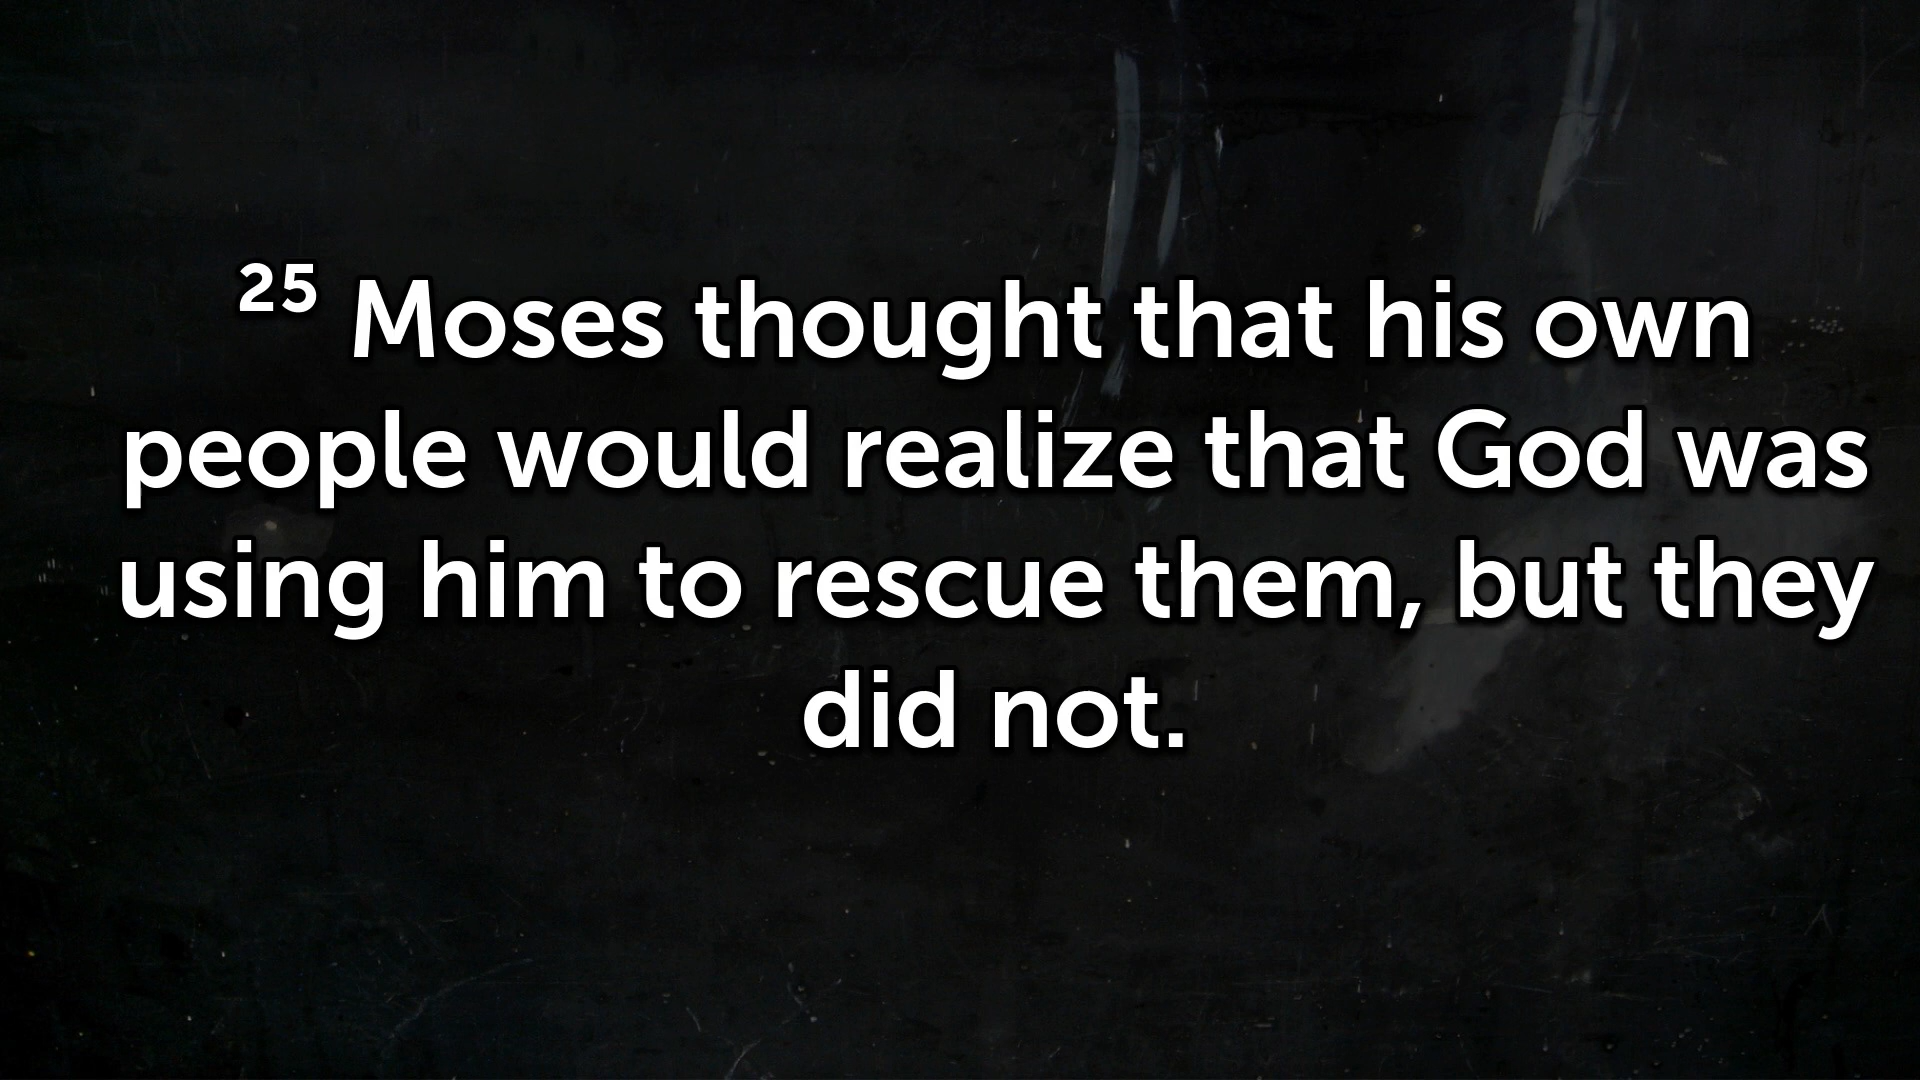 25 Moses thought that his own
people would realize that God was
using him to rescue them, but they
did not.